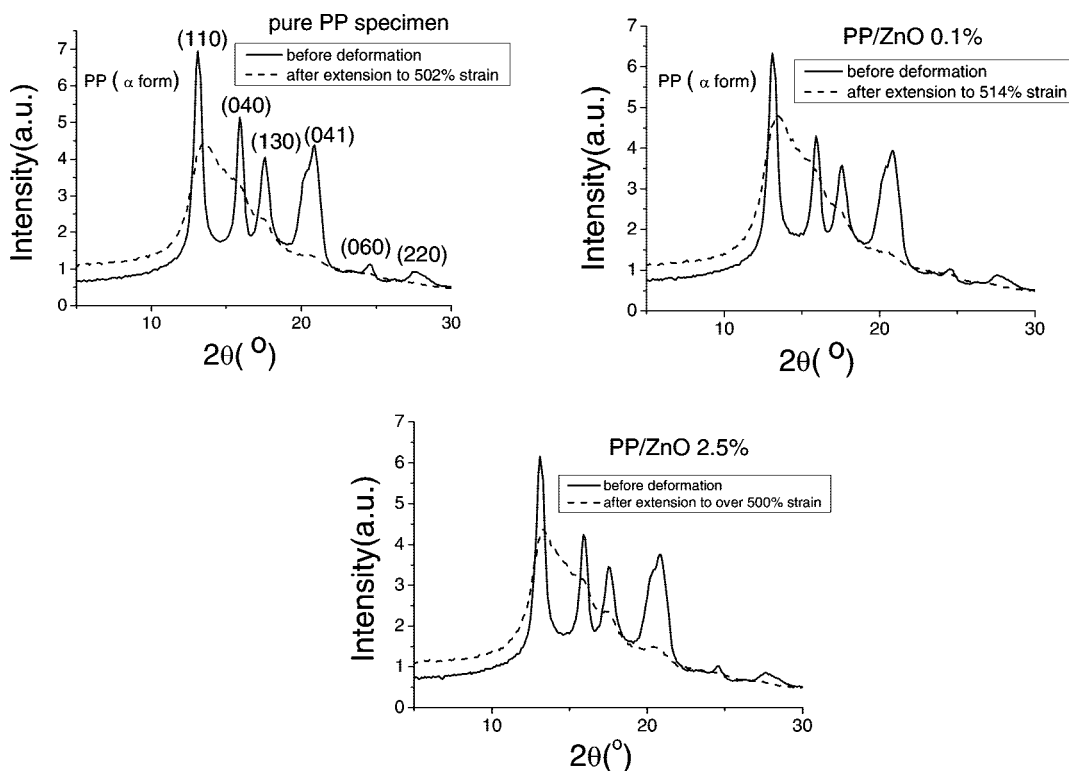 pure PP specimen
before deformation
after extension to 502% strain
PP ( α form)
(110)
(040)
(130)
(041)
(060)
(220)
Intensity(a.u.)
0
1
2
3
4
5
6
7
10
20
30
2θ(°)
PP/ZnO 0.1%
before deformation
after extension to 514% strain
PP ( α form)
Intensity(a.u.)
0
1
2
3
4
5
6
7
10
20
30
2θ(°)
PP/ZnO 2.5%
before deformation
after extension to over 500% strain
Intensity(a.u.)
0
1
2
3
4
5
6
7
10
20
30
2θ(°)